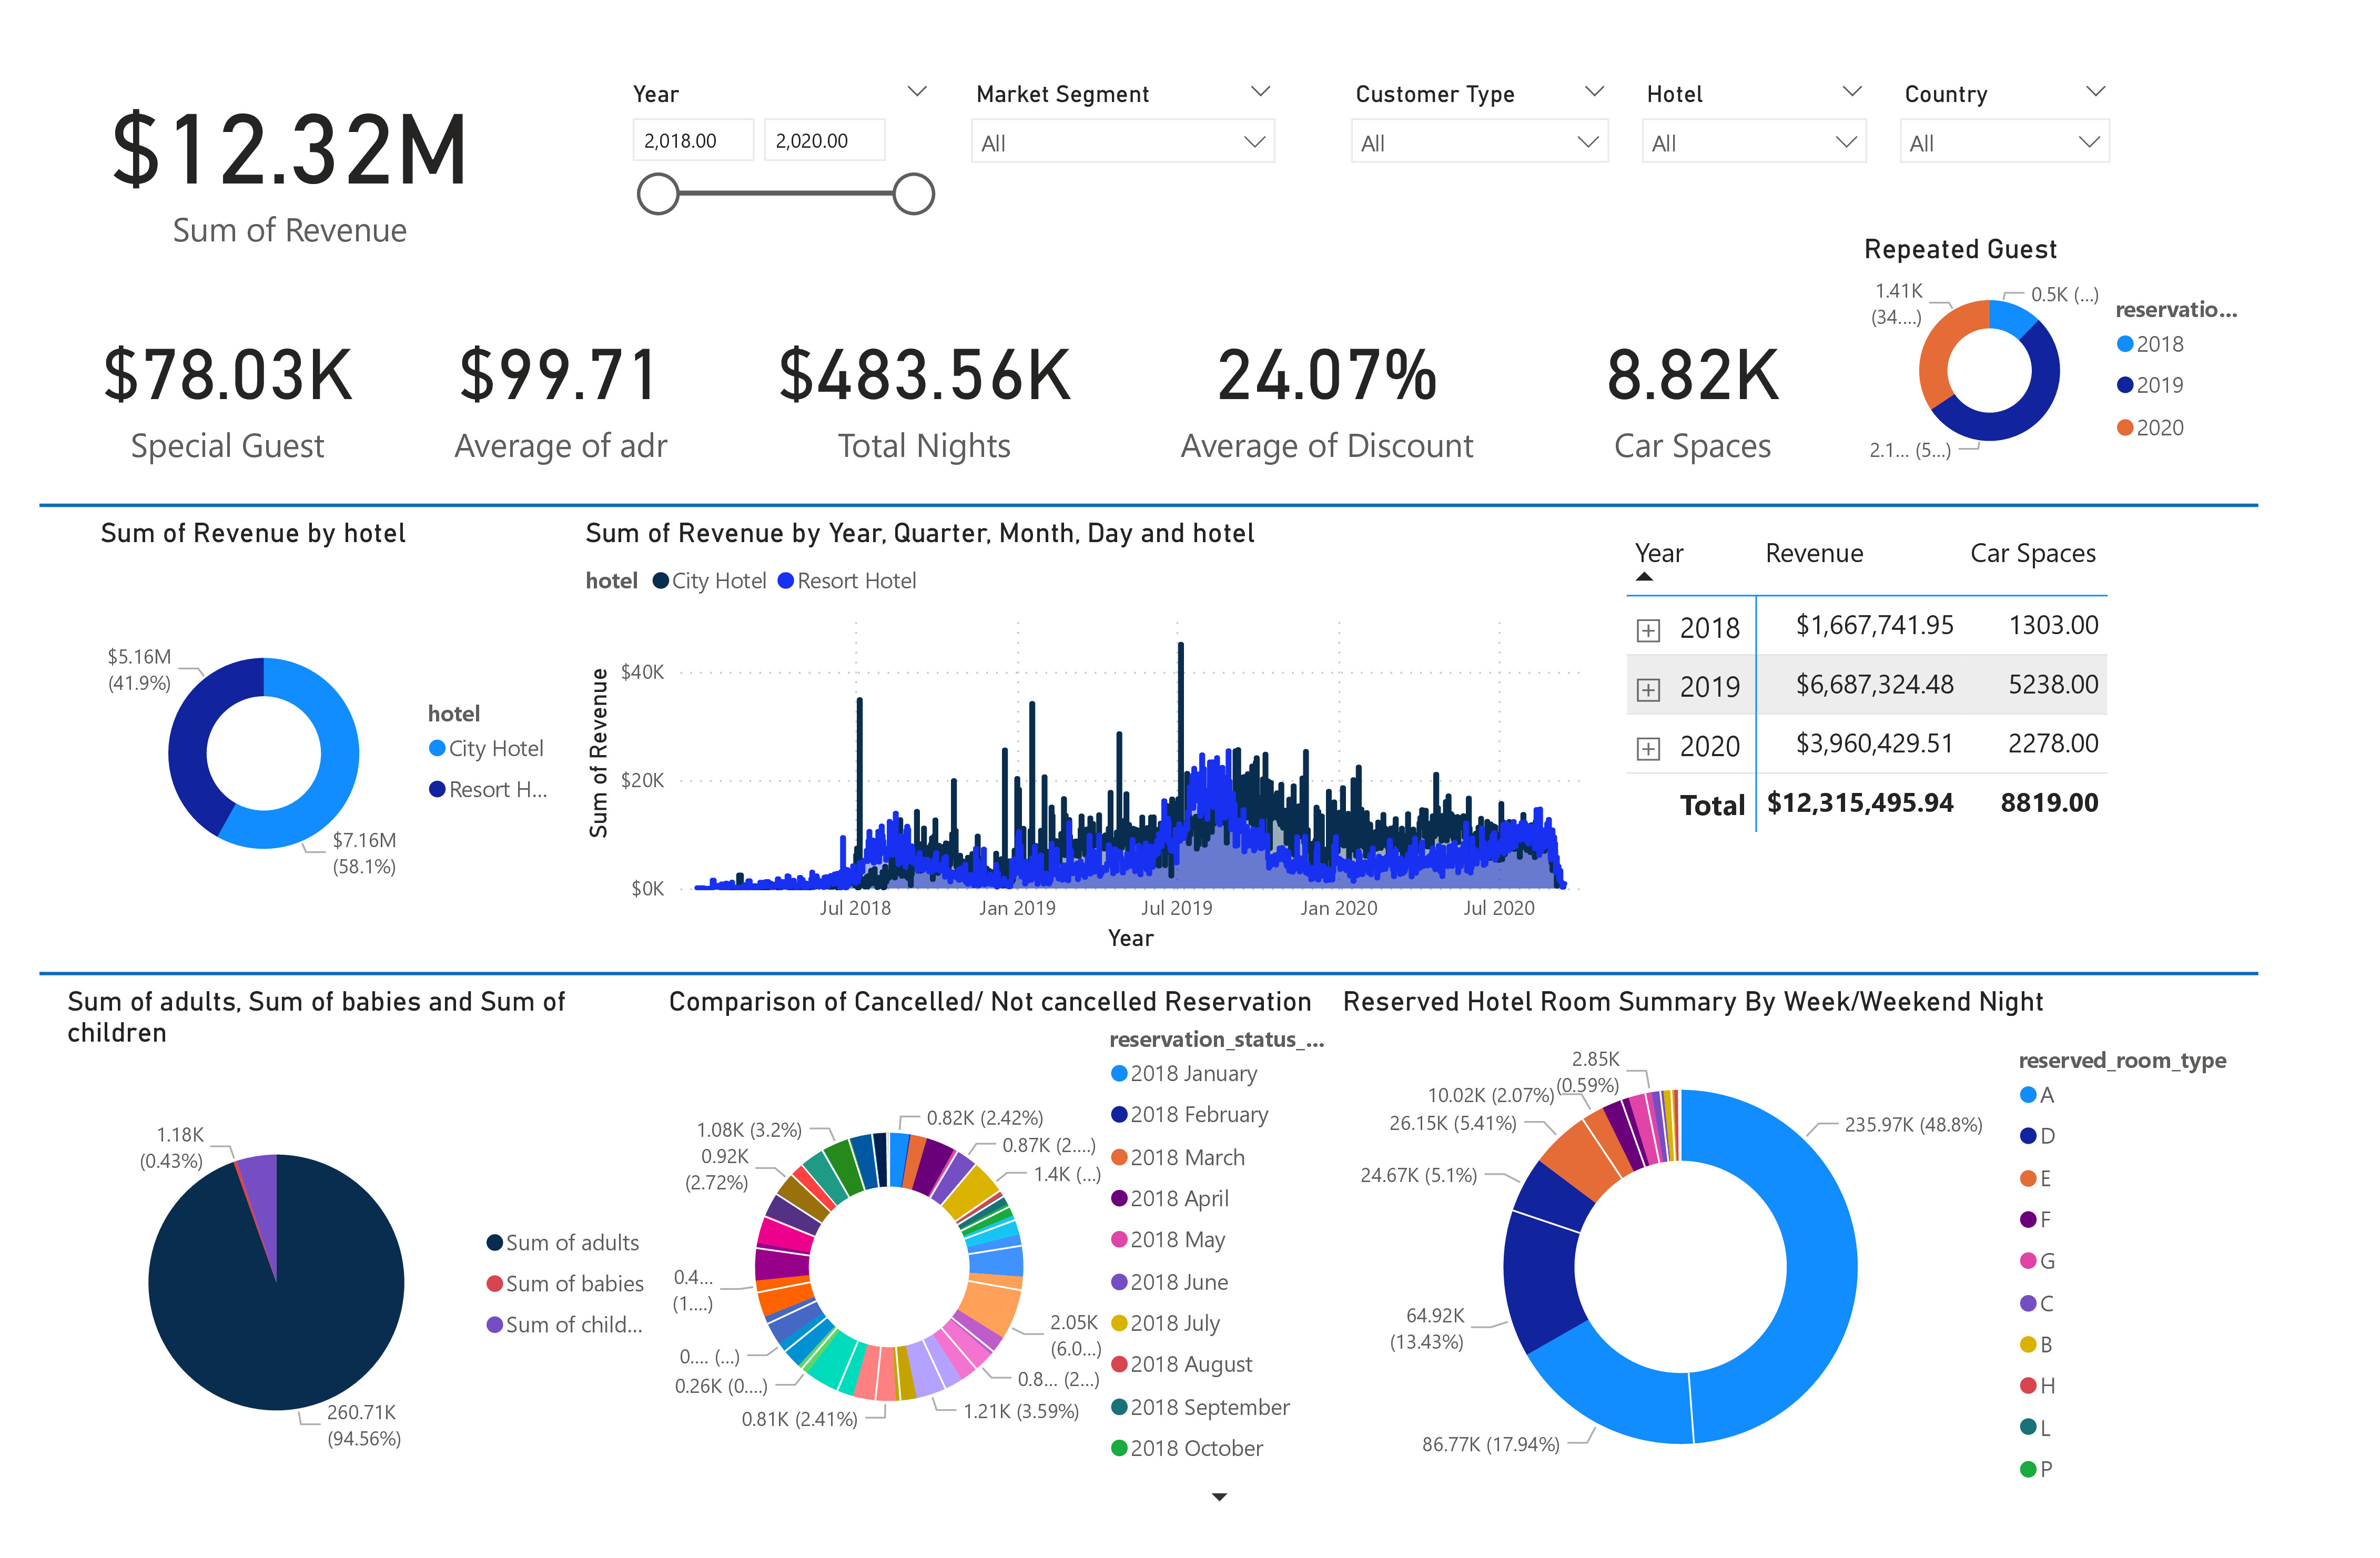 $12.32M
Sum of Revenue
Year
2,018.00
2,020.00
Market Segment
All
Customer Type
All
Hotel
All
Country
All
$78.03K
Special Guest
$99.71
Average of adr
$483.56K
Total Nights
24.07%
Average of Discount
8.82K
Car Spaces
Repeated Guest
1.41K
(34....)
0.5K (...)
2.1... (5...)
reservatio...
2018
2019
2020
Sum of Revenue by hotel
$5.16M
(41.9%)
$7.16M
(58.1%)
hotel
City Hotel
Resort H...
Sum of Revenue by Year, Quarter, Month, Day and hotel
hotel City Hotel Resort Hotel
Sum of Revenue
$40K
$20K
$0K
Jul 2018 Jan 2019 Jul 2019 Jan 2020 Jul 2020
Year
Year Revenue Car Spaces
2018 $1,667,741.95 1303.00
2019 $6,687,324.48 5238.00
2020 $3,960,429.51 2278.00
Total $12,315,495.94 8819.00
Sum of adults, Sum of babies and Sum of
children
1.18K
(0.43%)
260.71K
(94.56%)
Sum of adults
Sum of babies
Sum of child...
Comparison of Cancelled/ Not cancelled Reservation
0.82K (2.42%)
0.87K (2....)
1.4K (...)
2.05K
(6.0...)
0.8... (2...)
1.21K (3.59%)
0.81K (2.41%)
0.26K (0....)
0.... (...)
0.4...
(1....)
0.92K
(2.72%)
1.08K (3.2%)
reservation_status_...
2018 January
2018 February
2018 March
2018 April
2018 May
2018 June
2018 July
2018 August
2018 September
2018 October
Reserved Hotel Room Summary By Week/Weekend Night
2.85K
(0.59%)
10.02K (2.07%)
26.15K (5.41%)
24.67K (5.1%)
64.92K
(13.43%)
86.77K (17.94%)
235.97K (48.8%)
reserved_room_type
A
D
E
F
G
C
B
H
L
P